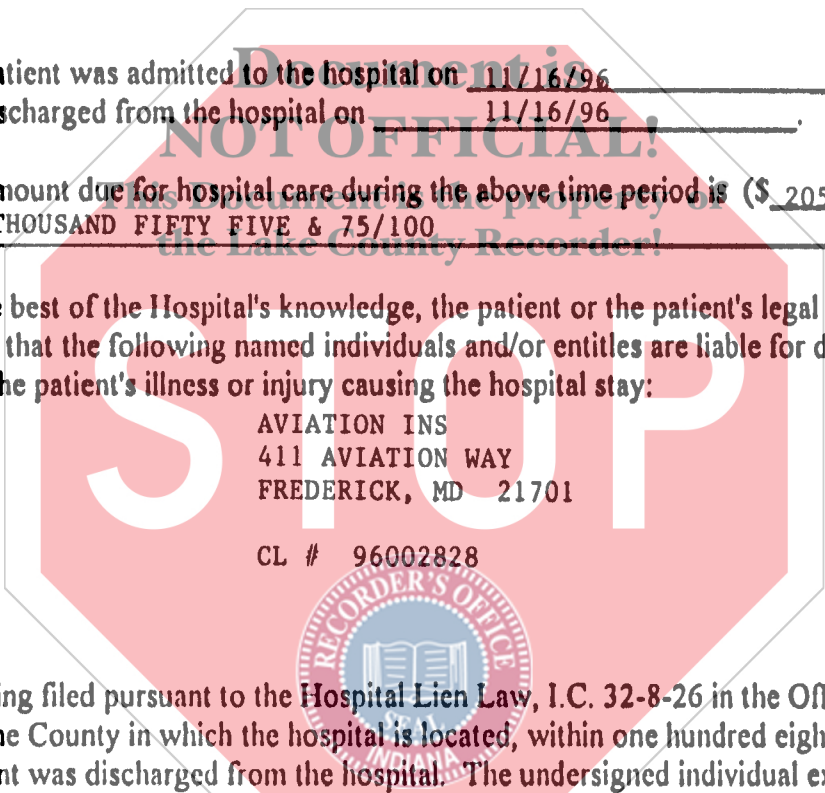 Document is
tient was admitted to the hospital on 11/16/96
scharged from the hospital on 11/16/96 .
NOT OFFICIAL!
mount due for hospital care during the above time period is ($ 205
This Document is the property of
THOUSAND FIFTY FIVE & 75/100
the Lake County Recorder!
e best of the Hospital's knowledge, the patient or the patient's legal
that the following named individuals and/or entitles are liable for d
he patient's illness or injury causing the hospital stay:
STOP
AVIATION INS
411 AVIATION WAY
FREDERICK, MD 21701
CL # 96002828
RECORDER'S OFFICE
SEAL
INDIANA
ing filed pursuant to the Hospital Lien Law, I.C. 32-8-26 in the Of
he County in which the hospital is located, within one hundred eigh
nt was discharged from the hospital. The undersigned individual ex